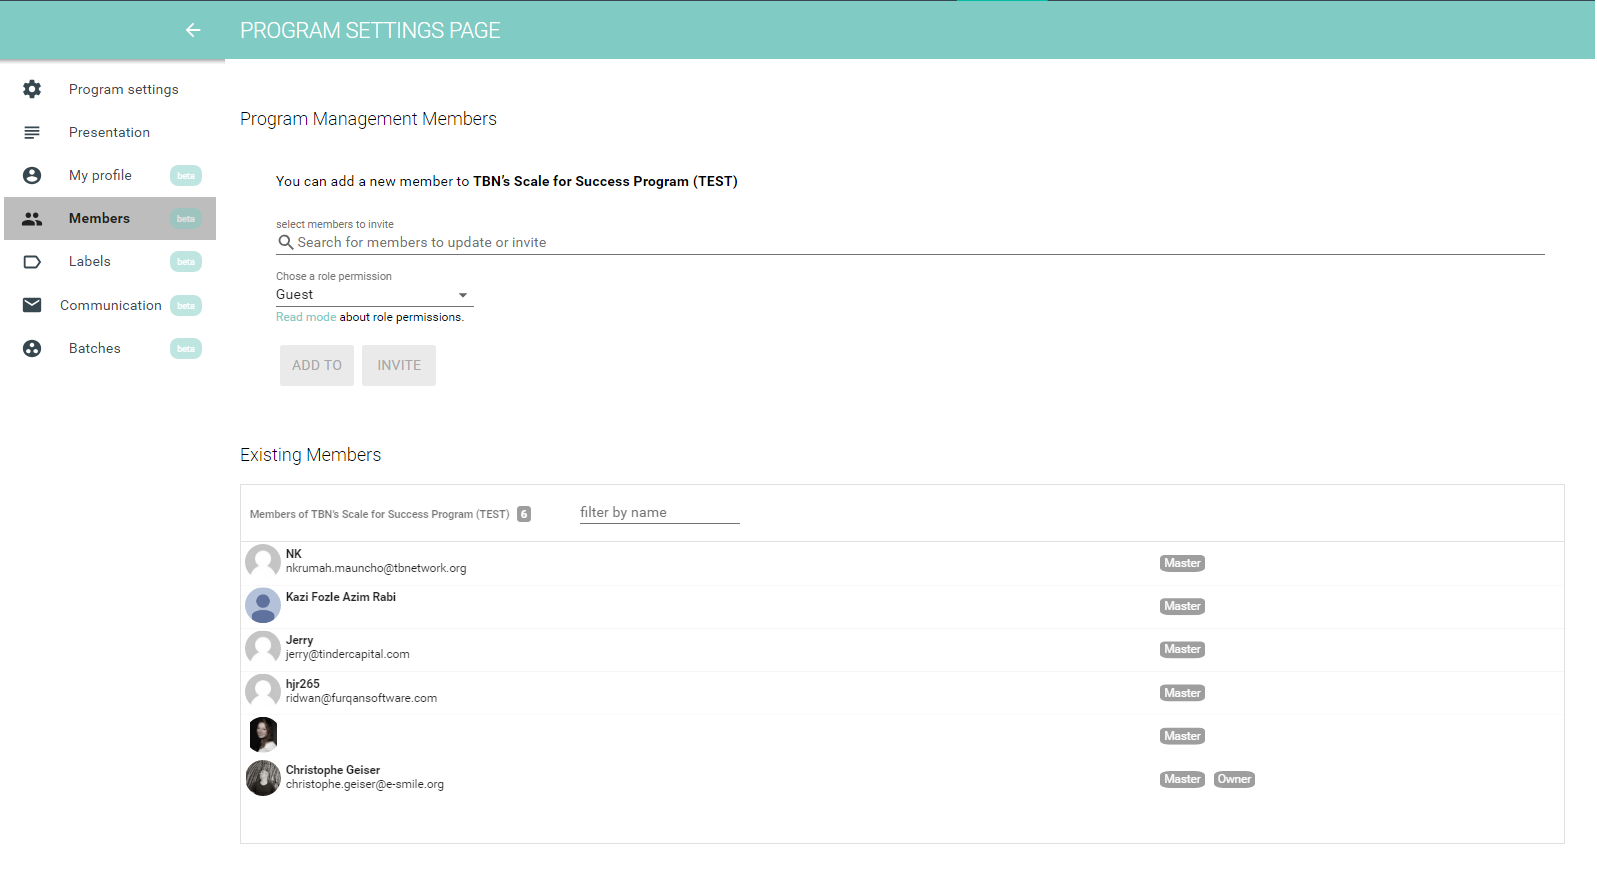 PROGRAM SETTINGS PAGE
Program settings
Presentation
My profile beta
Members beta
Labels beta
Communication beta
Batches beta
Program Management Members
You can add a new member to TBN's Scale for Success Program (TEST)
select members to invite
Search for members to update or invite
Chose a role permission
Guest
Read mode about role permissions.
ADD TO INVITE
Existing Members
Members of TBN's Scale for Success Program (TEST) 6 filter by name
NK
nkrumah.mauncho@tbnetwork.org
Master
Kazi Fozle Azim Rabi
Master
Jerry
jerry@tindercapital.com
Master
hjr265
ridwan@furqansoftware.com
Master
Master
Christophe Geiser
christophe.geiser@e-smile.org
Master Owner